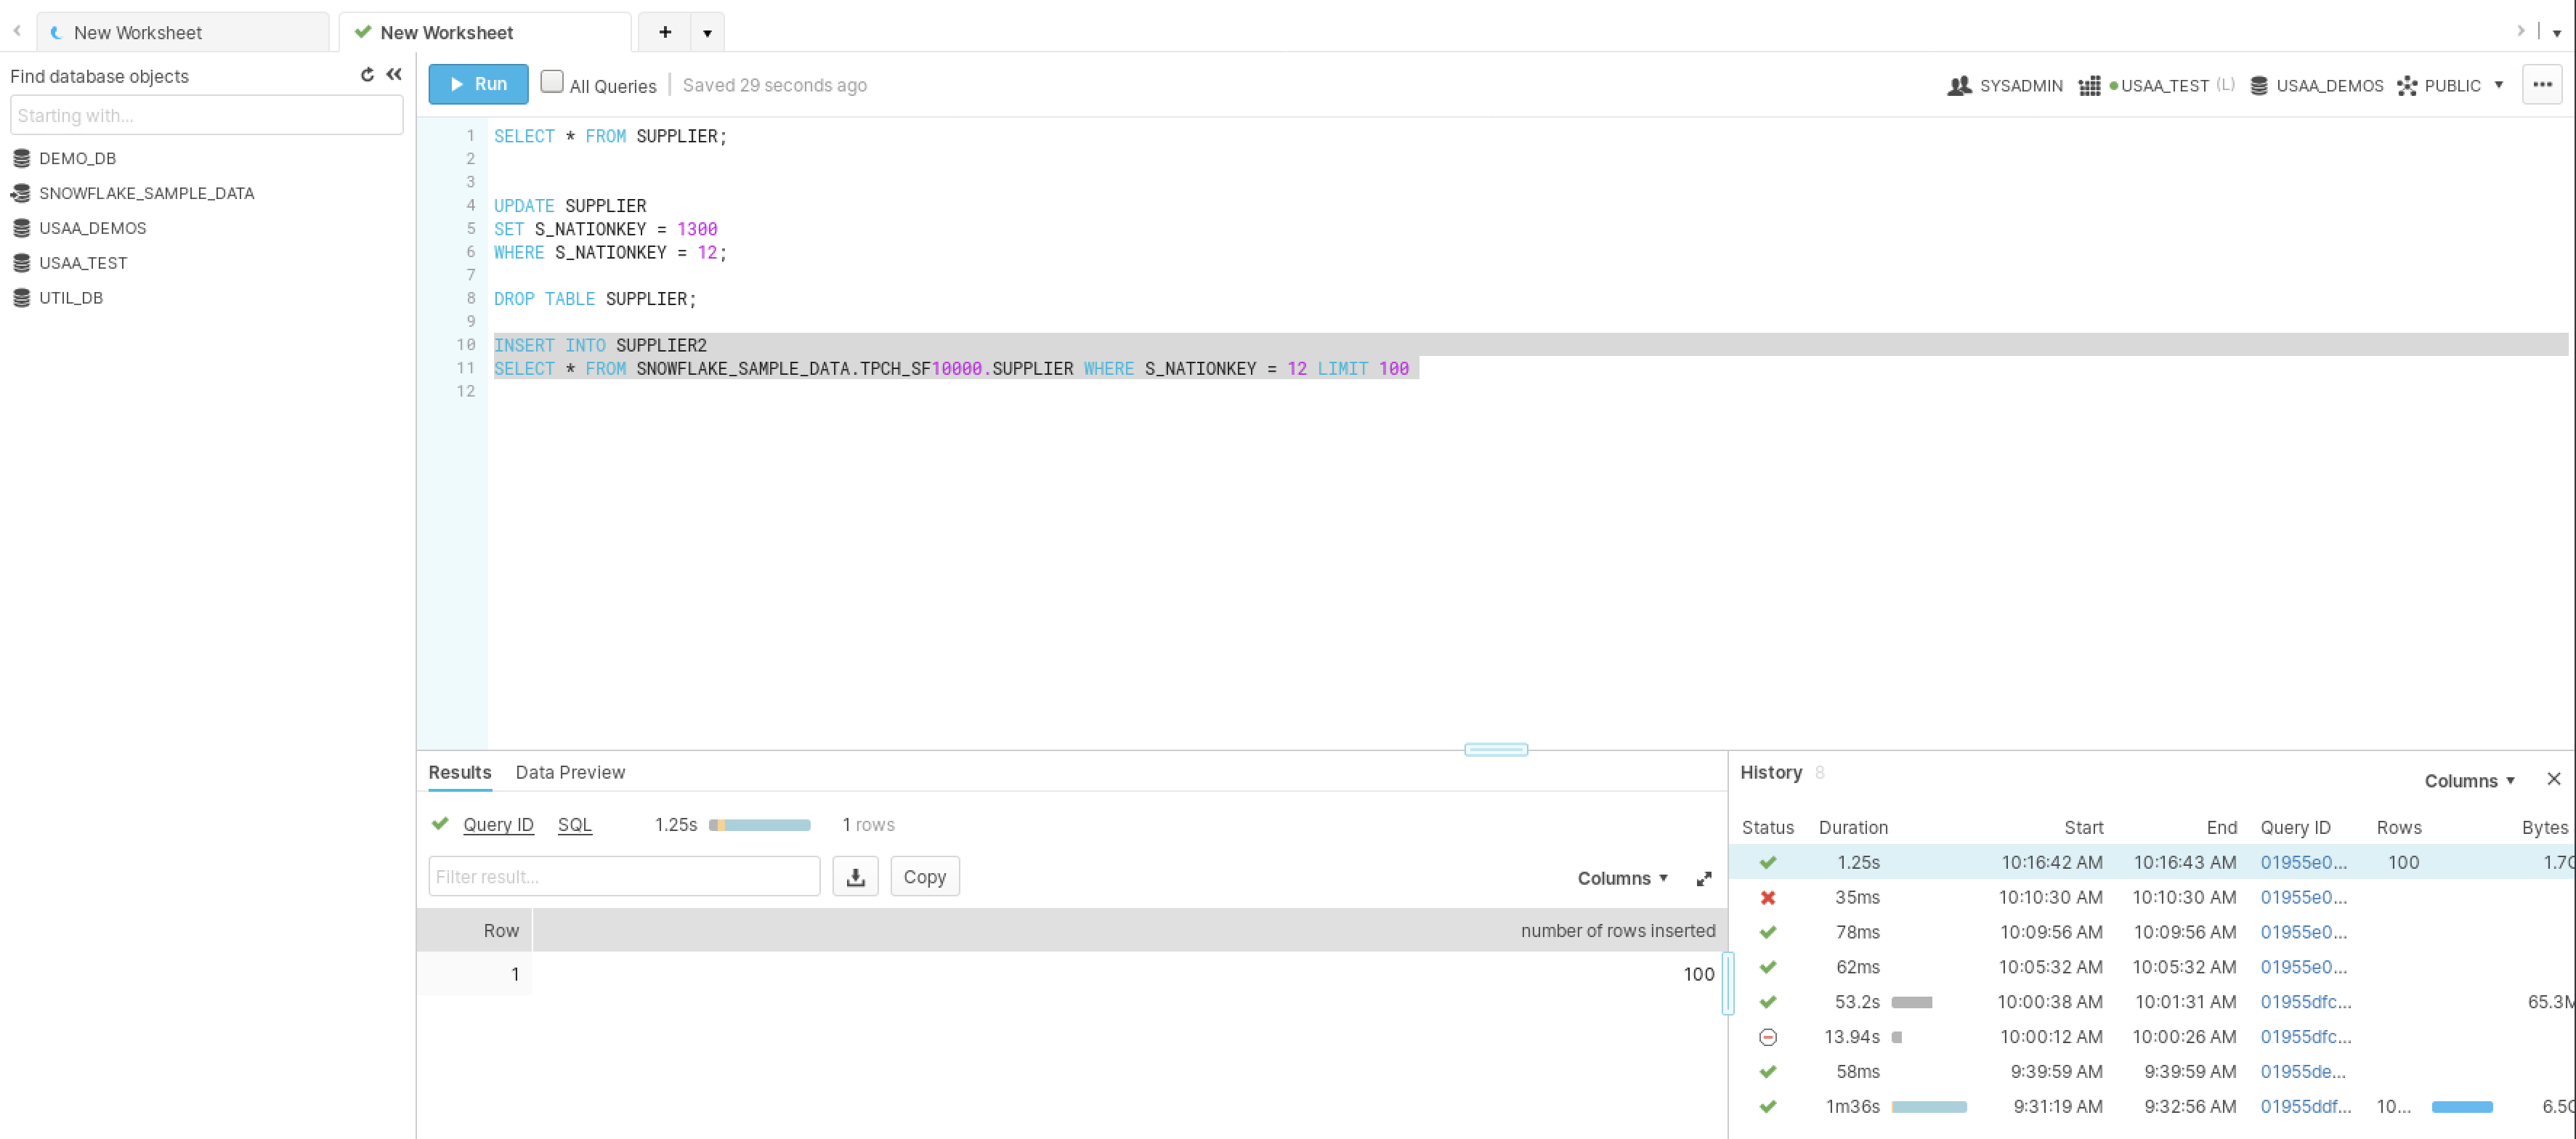 New Worksheet
New Worksheet
+
Find database objects
Starting with...
DEMO_DB
SNOWFLAKE_SAMPLE_DATA
USAA_DEMOS
USAA_TEST
UTIL_DB
Run All Queries Saved 29 seconds ago
SYSADMIN USAA_TEST (L) USAA_DEMOS PUBLIC
1 SELECT * FROM SUPPLIER;
2
3
4 UPDATE SUPPLIER
5 SET S_NATIONKEY = 1300
6 WHERE S_NATIONKEY = 12;
7
8 DROP TABLE SUPPLIER;
9
10 INSERT INTO SUPPLIER2
11 SELECT * FROM SNOWFLAKE_SAMPLE_DATA.TPCH_SF10000.SUPPLIER WHERE S_NATIONKEY = 12 LIMIT 100
12
Results Data Preview
Query ID SQL 1.25s 1 rows
Filter result... Copy Columns
Row number of rows inserted
1 100
History 8 Columns
Status Duration Start End Query ID Rows Bytes
1.25s 10:16:42 AM 10:16:43 AM 01955e0... 100
35ms 10:10:30 AM 10:10:30 AM 01955e0...
78ms 10:09:56 AM 10:09:56 AM 01955e0...
62ms 10:05:32 AM 10:05:32 AM 01955e0...
53.2s 10:00:38 AM 10:01:31 AM 01955dfc... 65.3M
13.94s 10:00:12 AM 10:00:26 AM 01955dfc...
58ms 9:39:59 AM 9:39:59 AM 01955de...
1m36s 9:31:19 AM 9:32:56 AM 01955ddf... 10...